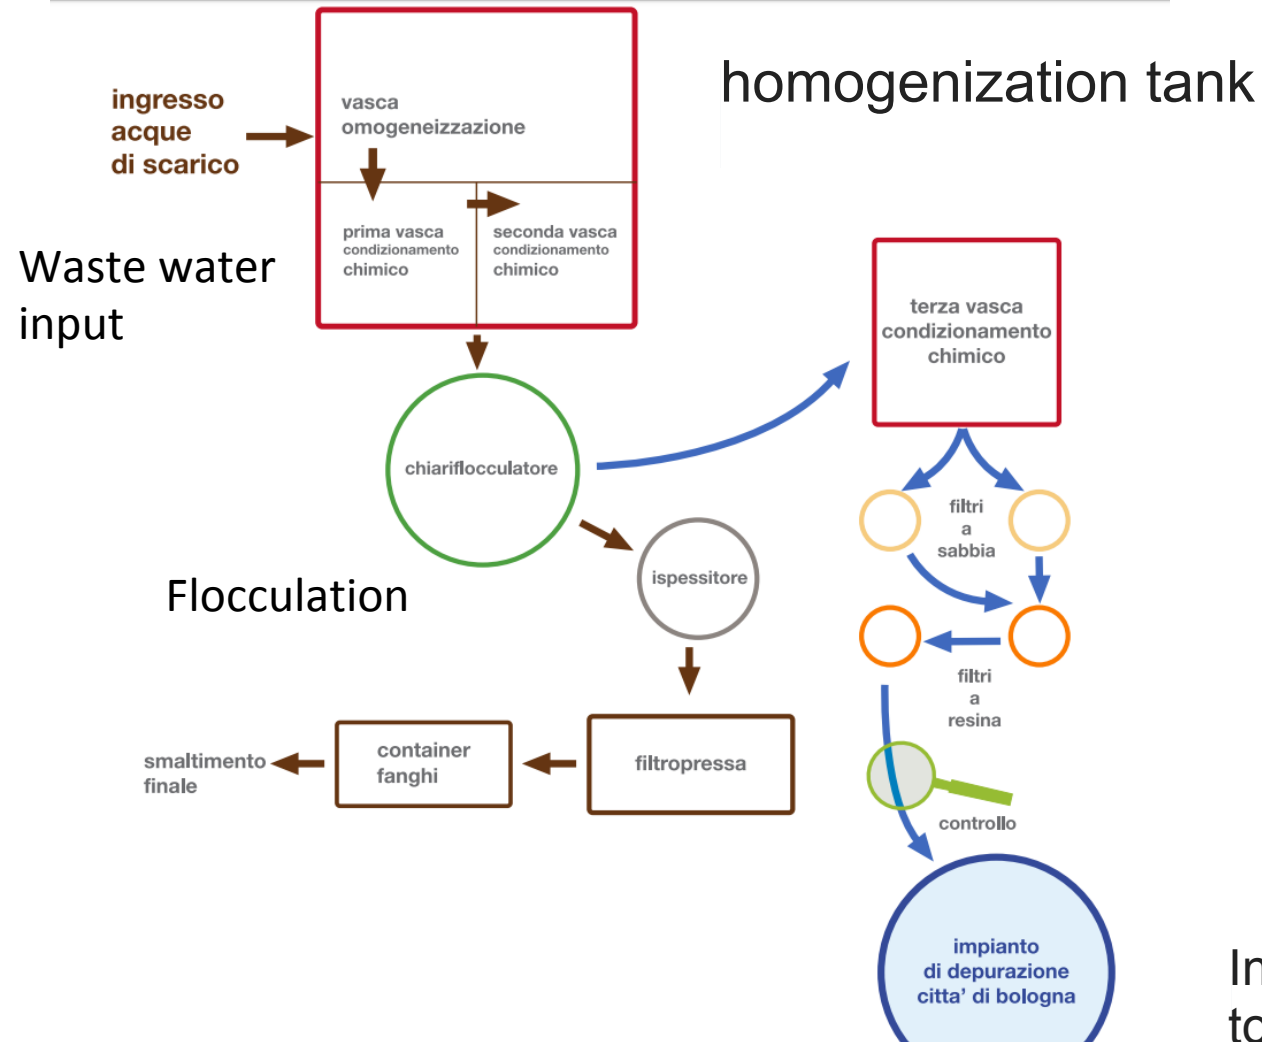 homogenization tank
ingresso
acque
di scarico
vasca
omogeneizzazione
prima vasca
condizionamento
chimico
seconda vasca
condizionamento
chimico
Waste water
input
terza vasca
condizionamento
chimico
chiariflocculatore
filtri
a
sabbia
ispessitore
Flocculation
filtri
a
resina
smaltimento
finale
container
fanghi
filtropressa
controllo
impianto
di depurazione
citta' di bologna